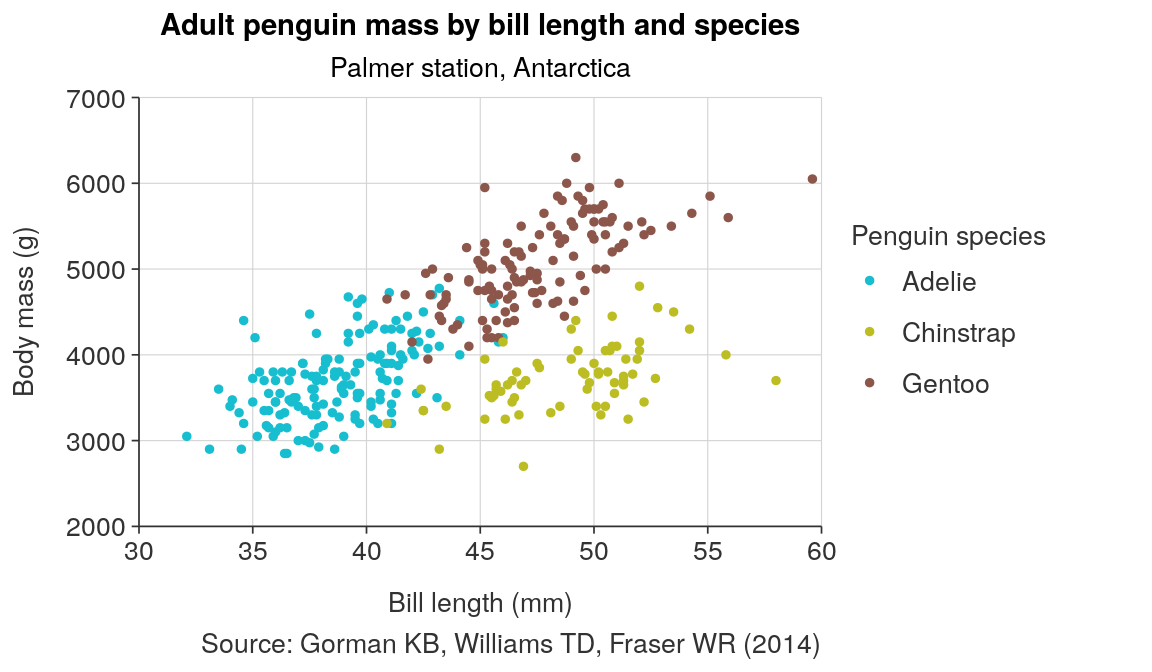 Adult penguin mass by bill length and species
Palmer station, Antarctica
7000
6000
5000
4000
3000
2000
Body mass (g)
30 35 40 45 50 55 60
Bill length (mm)
Penguin species
Adelie
Chinstrap
Gentoo
Source: Gorman KB, Williams TD, Fraser WR (2014)